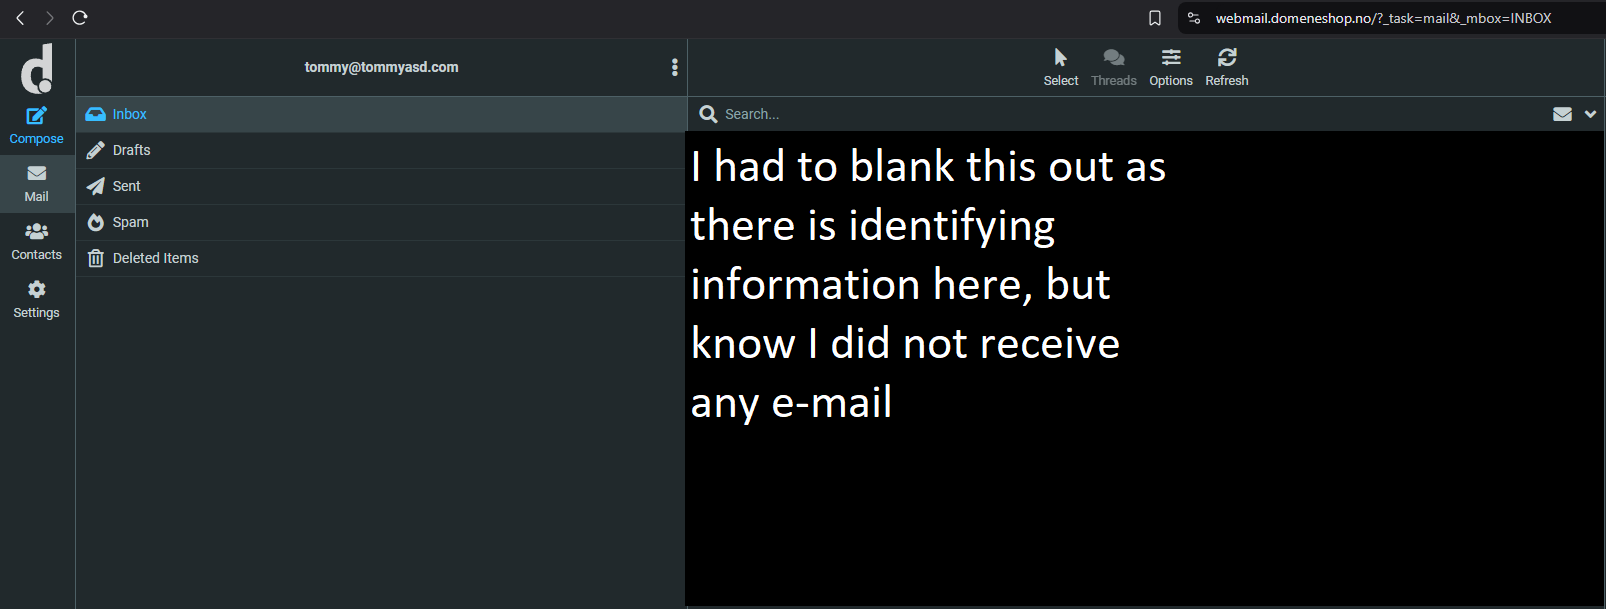 webmail.domeneshop.no/?_task=mail&_mbox=INBOX
d.
tommy@tommyasd.com
Select
Threads
Options
Refresh
Compose
Mail
Contacts
Settings
Inbox
Drafts
Sent
Spam
Deleted Items
Search...
I had to blank this out as
there is identifying
information here, but
know I did not receive
any e-mail